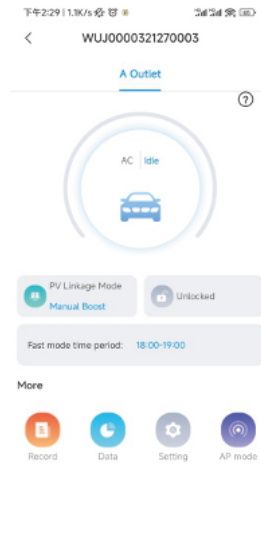 下午2:29 | 1.1K/s
WUJ0000321270003
A Outlet
?
AC | Idle
PV Linkage Mode
Manual Boost
Unlocked
Fast mode time period: 18:00-19:00
More
Record Data Setting AP mode